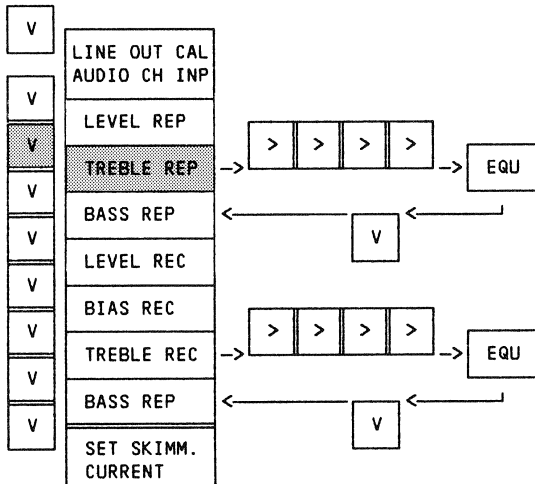 V
LINE OUT CAL
AUDIO CH INP
V
LEVEL REP
V
TREBLE REP -> > > > > -> EQU
V
BASS REP
V
V
LEVEL REC
BIAS REC
V
TREBLE REC -> > > > > -> EQU
V
BASS REP
V
V
V
SET SKIMM.
CURRENT